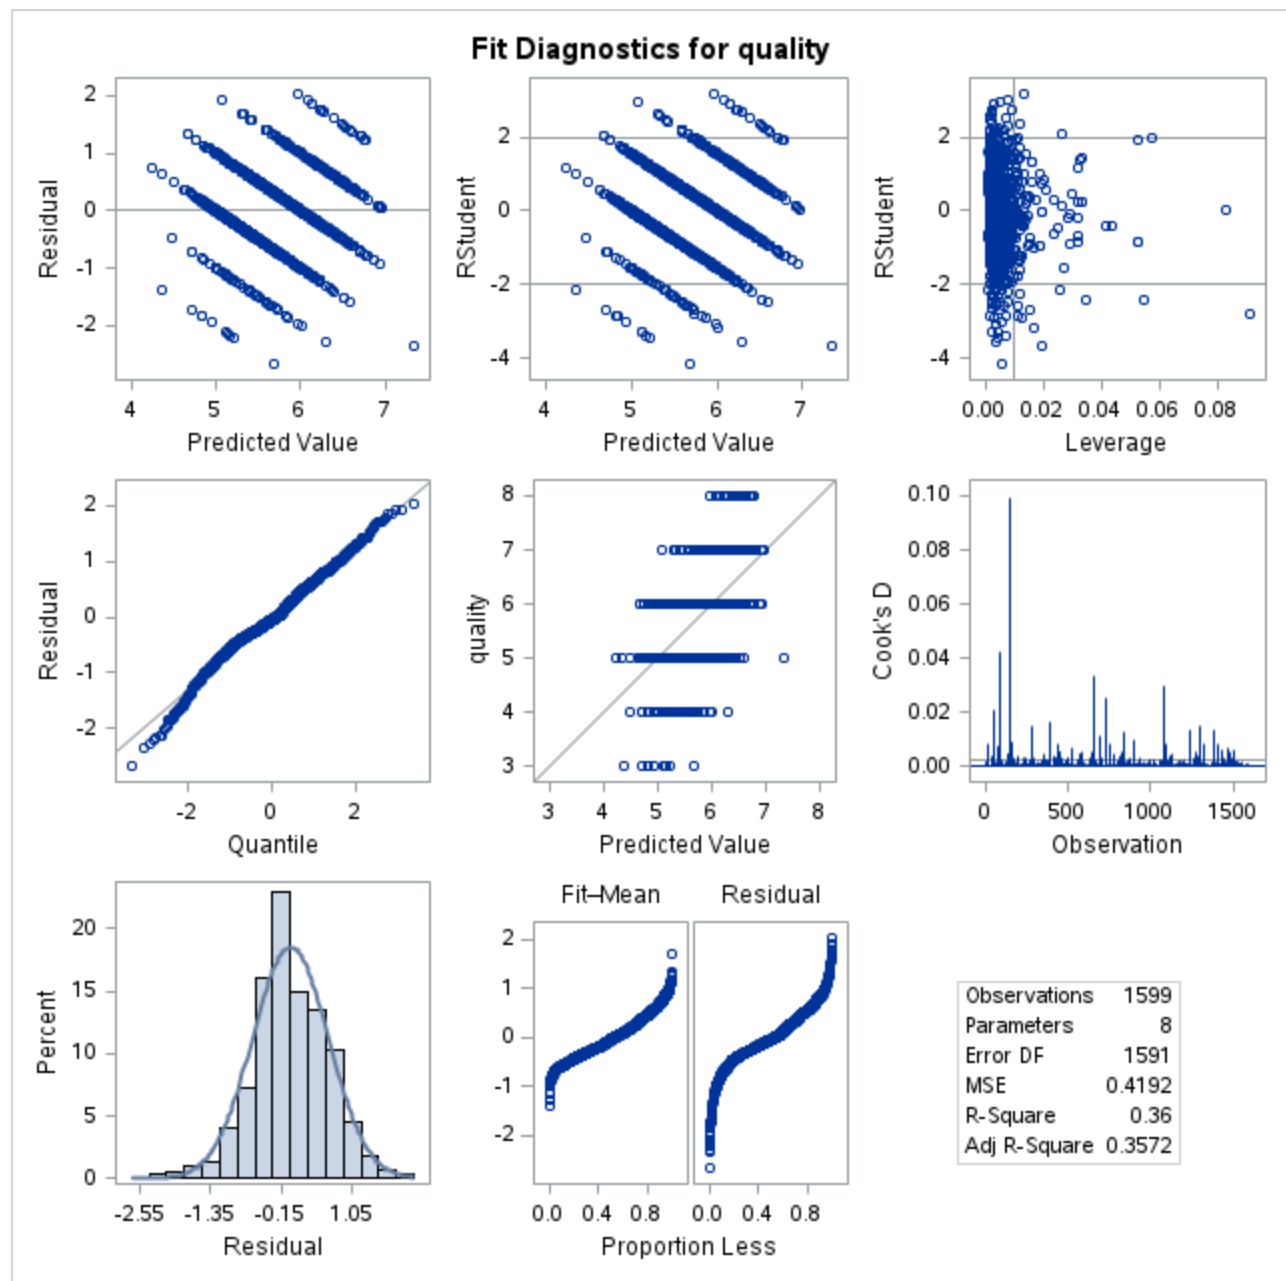 Fit Diagnostics for quality
Residual
2
1
0
-1
-2
4 5 6 7
Predicted Value
RStudent
2
0
-2
-4
4 5 6 7
Predicted Value
RStudent
2
0
-2
-4
0.00 0.02 0.04 0.06 0.08
Leverage
Residual
2
1
0
-1
-2
-2 0 2
Quantile
quality
8
7
6
5
4
3
3 4 5 6 7 8
Predicted Value
Cook's D
0.10
0.08
0.06
0.04
0.02
0.00
0 500 1000 1500
Observation
Percent
20
15
10
5
0
-2.55 -1.35 -0.15 1.05
Residual
Fit–Mean Residual
2
1
0
-1
-2
0.0 0.4 0.8 0.0 0.4 0.8
Proportion Less
Observations 1599
Parameters 8
Error DF 1591
MSE 0.4192
R-Square 0.36
Adj R-Square 0.3572